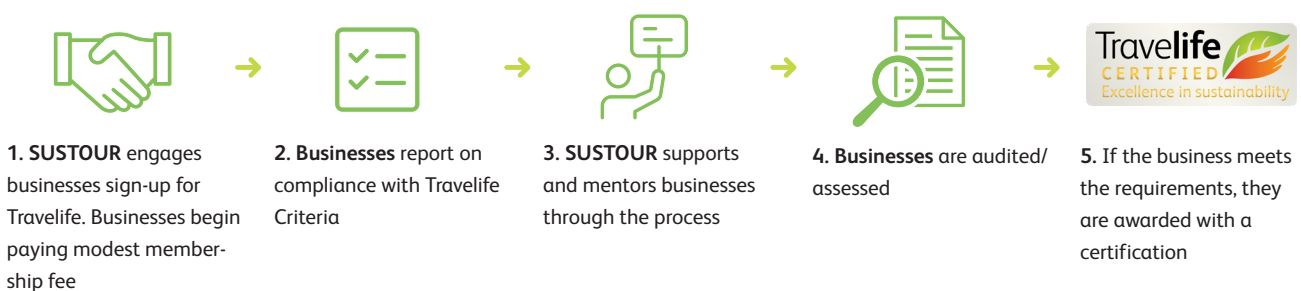 Travelife
CERTIFIED
Excellence in sustainability
1. SUSTOUR engages
businesses sign-up for
Travelife. Businesses begin
paying modest member-
ship fee
2. Businesses report on
compliance with Travelife
Criteria
3. SUSTOUR supports
and mentors businesses
through the process
4. Businesses are audited/
assessed
5. If the business meets
the requirements, they
are awarded with a
certification